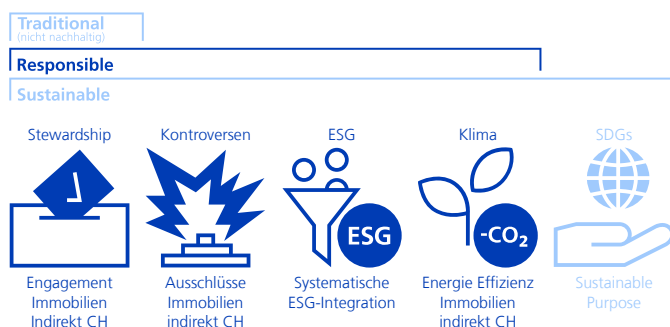 Traditional
(nicht nachhaltig)
Responsible
Sustainable
Stewardship
Kontroversen
ESG
Klima
SDGs
ESG
-CO₂
Engagement
Immobilien
Indirekt CH
Ausschlüsse
Immobilien
indirekt CH
Systematische
ESG-Integration
Energie Effizienz
Immobilien
indirekt CH
Sustainable
Purpose